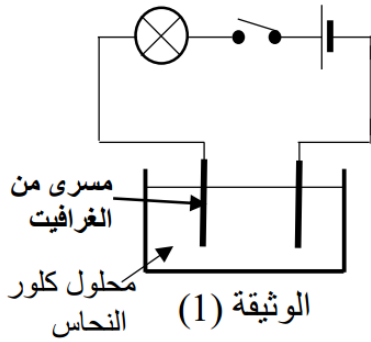 مسرى من
الغرافيت
محلول كلور
النحاس
الوثيقة (1)